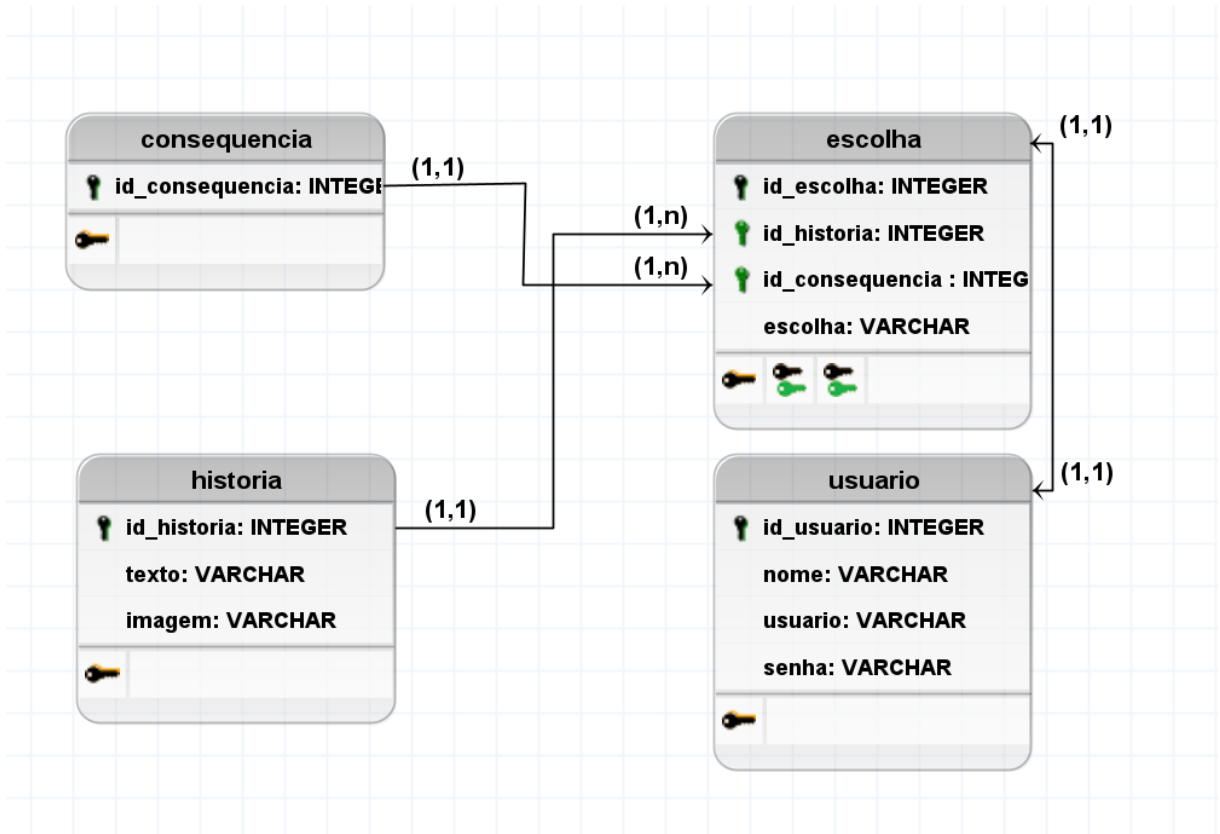 consequencia
id_consequencia: INTEGE
(1,1)
escolha
(1,1)
id_escolha: INTEGER
(1,n)
id_historia: INTEGER
(1,n)
id_consequencia : INTEG
escolha: VARCHAR
historia
(1,1)
id_historia: INTEGER
texto: VARCHAR
imagem: VARCHAR
usuario
(1,1)
id_usuario: INTEGER
nome: VARCHAR
usuario: VARCHAR
senha: VARCHAR